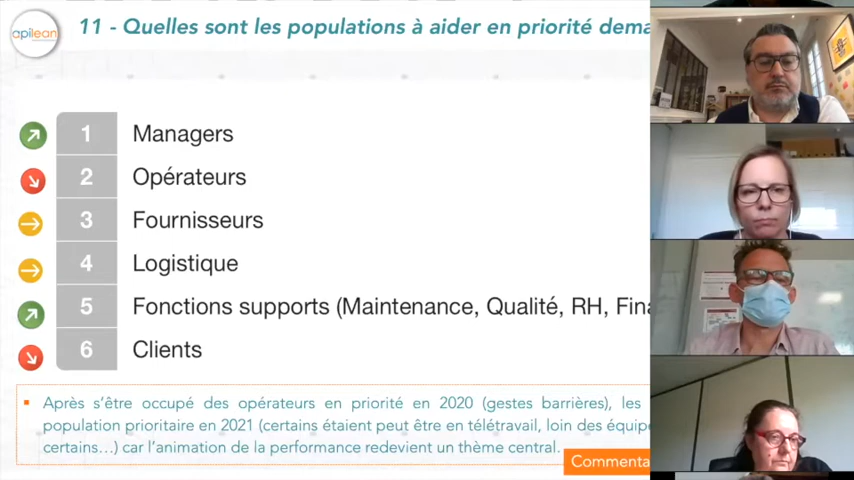 apilean
11 - Quelles sont les populations à aider en priorité dema
1 Managers
2 Opérateurs
3 Fournisseurs
4 Logistique
5 Fonctions supports (Maintenance, Qualité, RH, Fina
6 Clients
Après s'être occupé des opérateurs en priorité en 2020 (gestes barrières), les
population prioritaire en 2021 (certains étaient peut être en télétravail, loin des équipe
certains…) car l'animation de la performance redevient un thème central.
Commenta